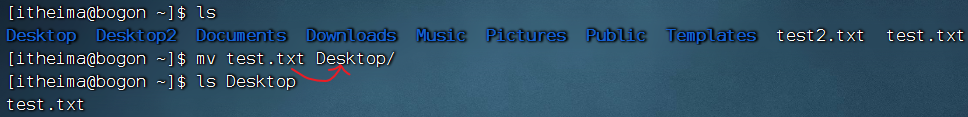 [itheima@bogon ~]$ ls
Desktop  Desktop2  Documents  Downloads  Music  Pictures  Public  Templates  test2.txt  test.txt
[itheima@bogon ~]$ mv test.txt Desktop/
[itheima@bogon ~]$ ls Desktop
test.txt